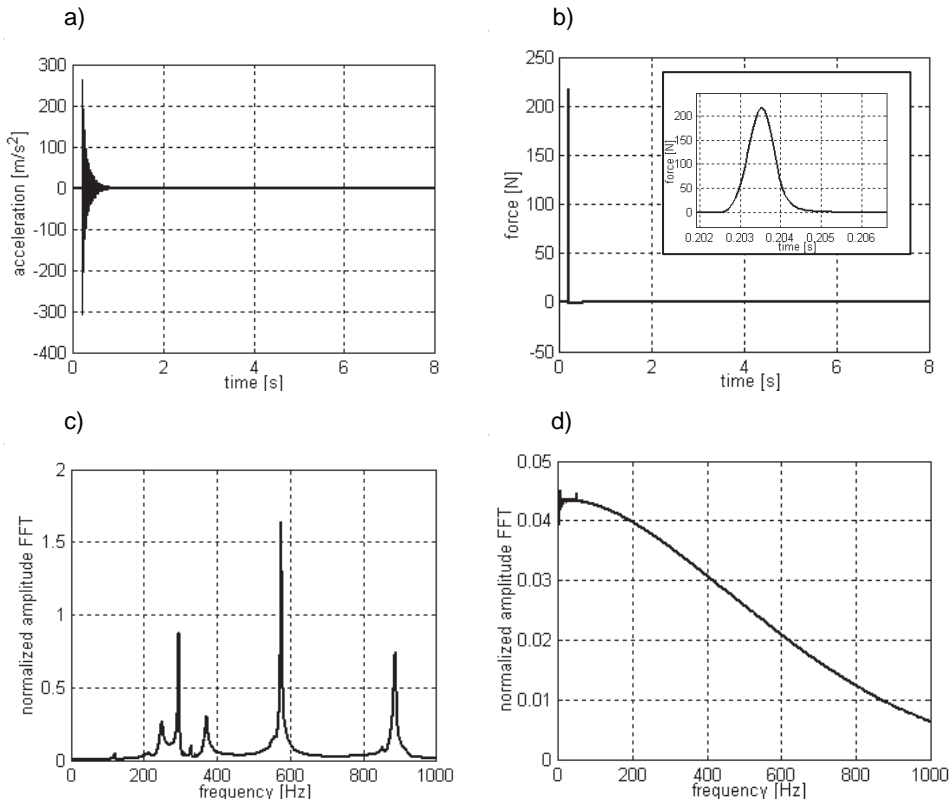 a)
300
200
100
0
-100
-200
-300
-400
acceleration [m/s²]
0 2 4 6 8
time [s]
b)
250
200
150
100
50
0
-50
force [N]
0 2 4 6 8
time [s]
200
150
100
50
0
force [N]
0.202 0.203 0.204 0.205 0.206
time [s]
c)
2
1.5
1
0.5
0
normalized amplitude FFT
0 200 400 600 800 1000
frequency [Hz]
d)
0.05
0.04
0.03
0.02
0.01
0
normalized amplitude FFT
0 200 400 600 800 1000
frequency [Hz]